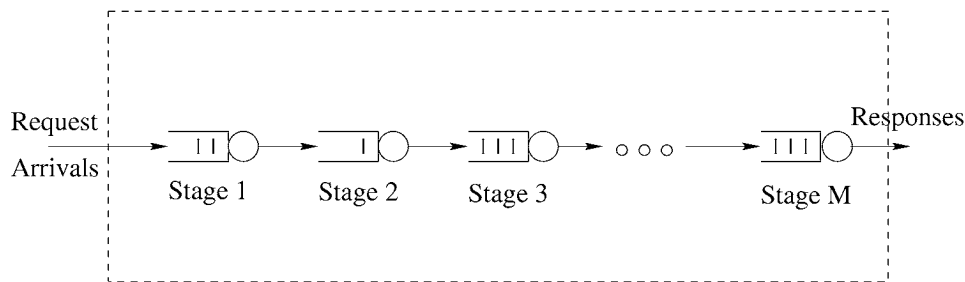 Request
Arrivals
Responses
Stage 1
Stage 2
Stage 3
Stage M